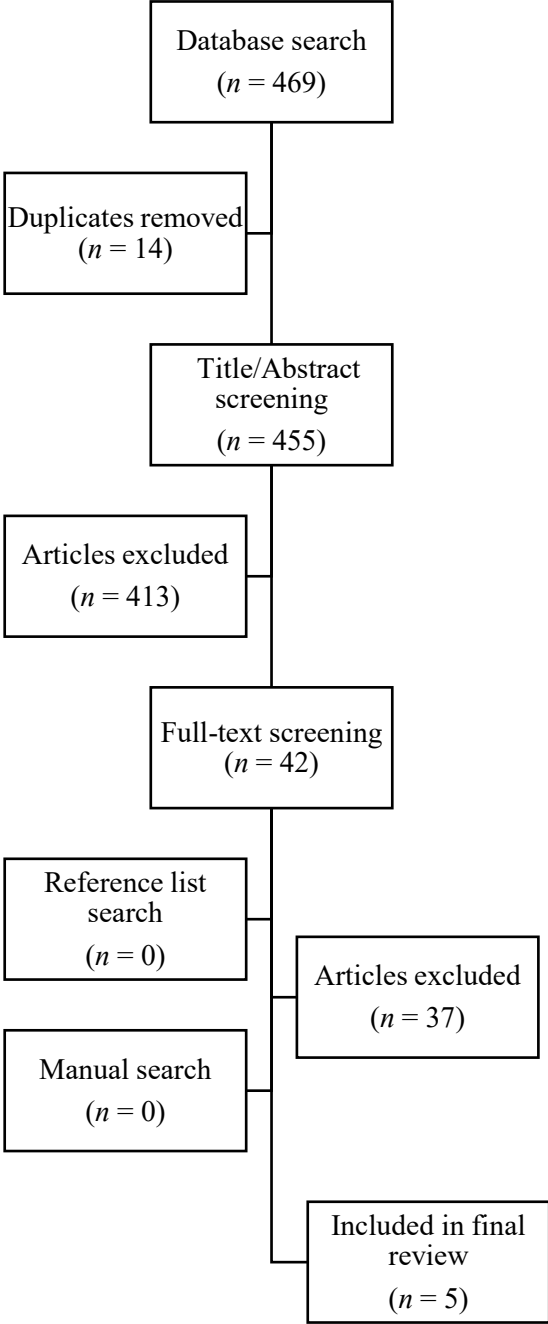 Database search
(n = 469)
Duplicates removed
(n = 14)
Title/Abstract
screening
(n = 455)
Articles excluded
(n = 413)
Full-text screening
(n = 42)
Reference list
search
(n = 0)
Articles excluded
(n = 37)
Manual search
(n = 0)
Included in final
review
(n = 5)